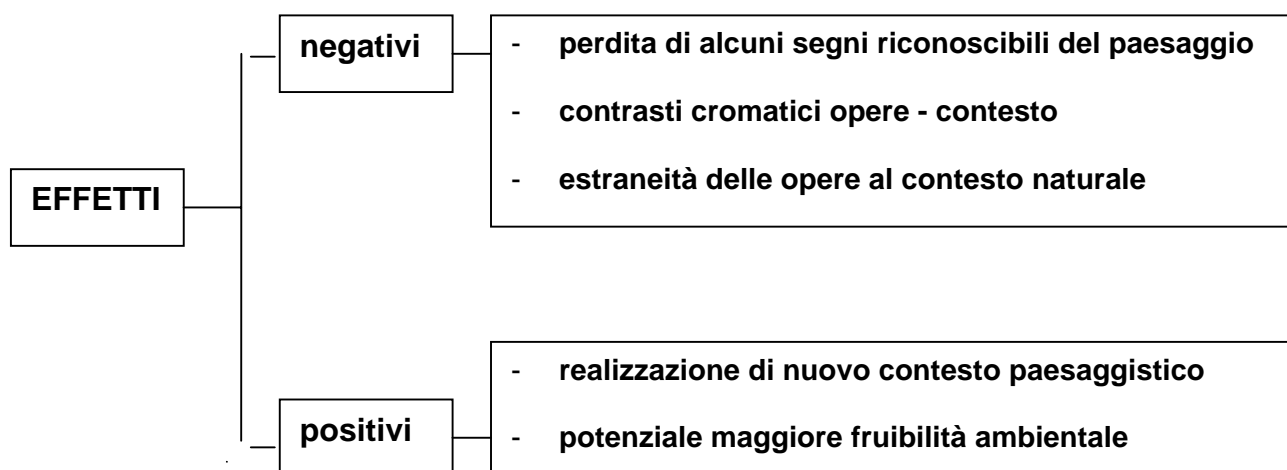 negativi
- perdita di alcuni segni riconoscibili del paesaggio
- contrasti cromatici opere - contesto
- estraneità delle opere al contesto naturale
EFFETTI
positivi
- realizzazione di nuovo contesto paesaggistico
- potenziale maggiore fruibilità ambientale